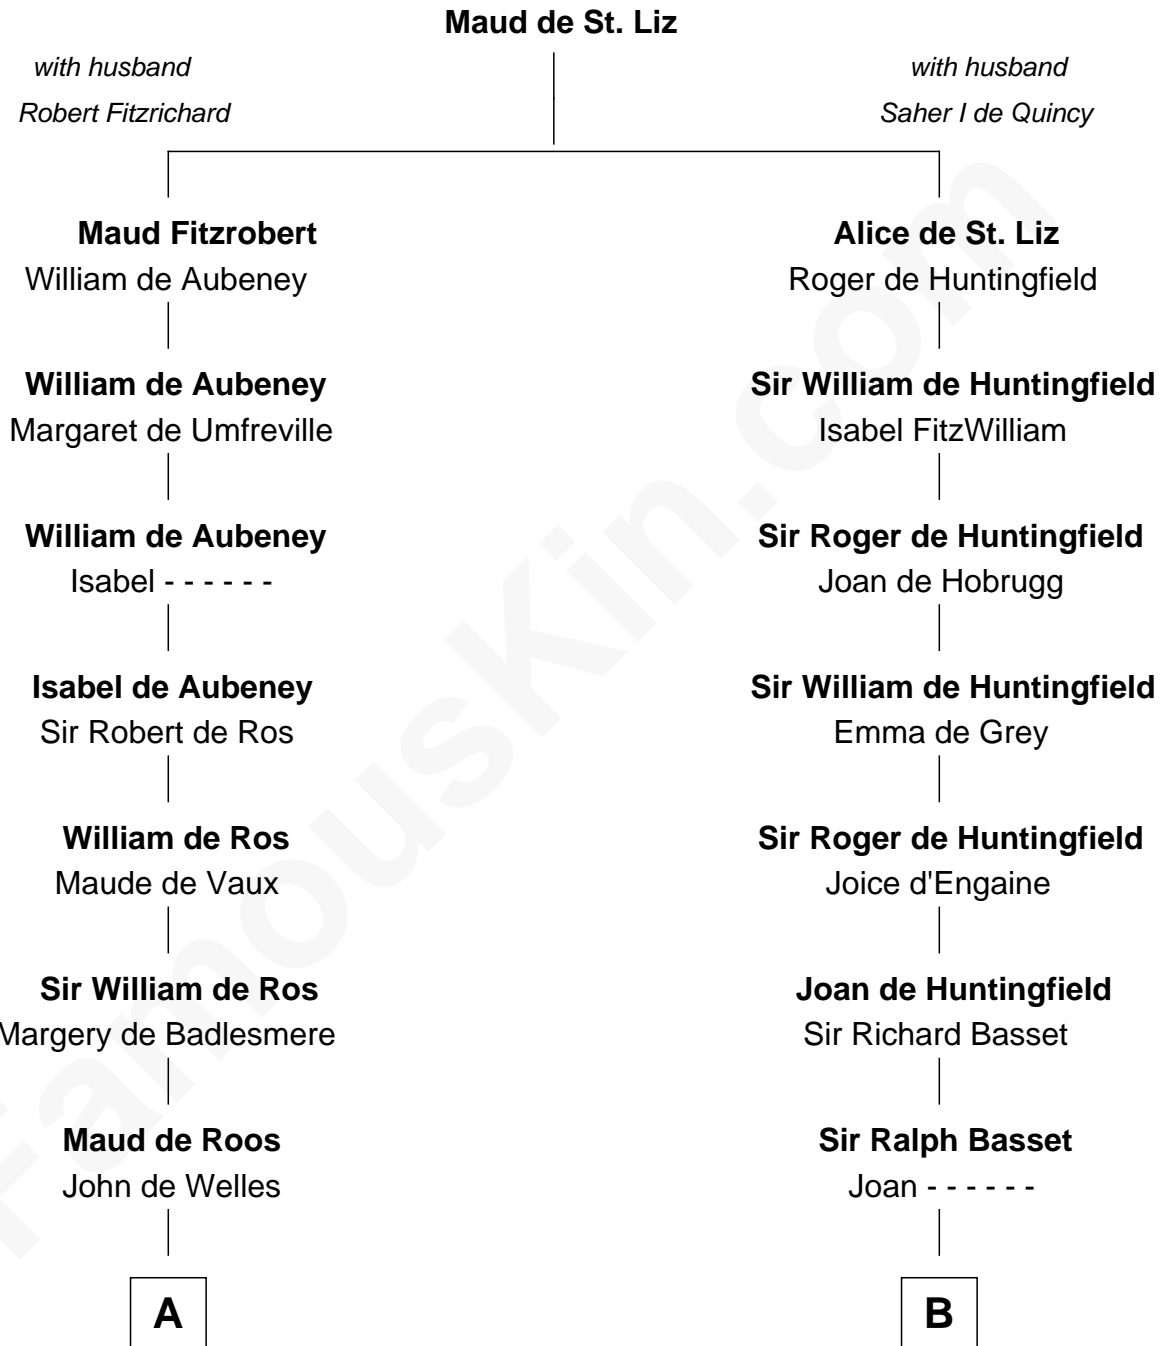 Maud de St. Liz
with husband
Robert Fitzrichard
with husband
Saher I de Quincy
Maud Fitzrobert
William de Aubeney
Alice de St. Liz
Roger de Huntingfield
William de Aubeney
Margaret de Umfreville
Sir William de Huntingfield
Isabel FitzWilliam
William de Aubeney
Isabel - - - - - -
Sir Roger de Huntingfield
Joan de Hobrugg
Isabel de Aubeney
Sir Robert de Ros
Sir William de Huntingfield
Emma de Grey
William de Ros
Maude de Vaux
Sir Roger de Huntingfield
Joice d'Engaine
Sir William de Ros
Margery de Badlesmere
Joan de Huntingfield
Sir Richard Basset
Maud de Roos
John de Welles
Sir Ralph Basset
Joan - - - - - -
A
B
FamousKin.com